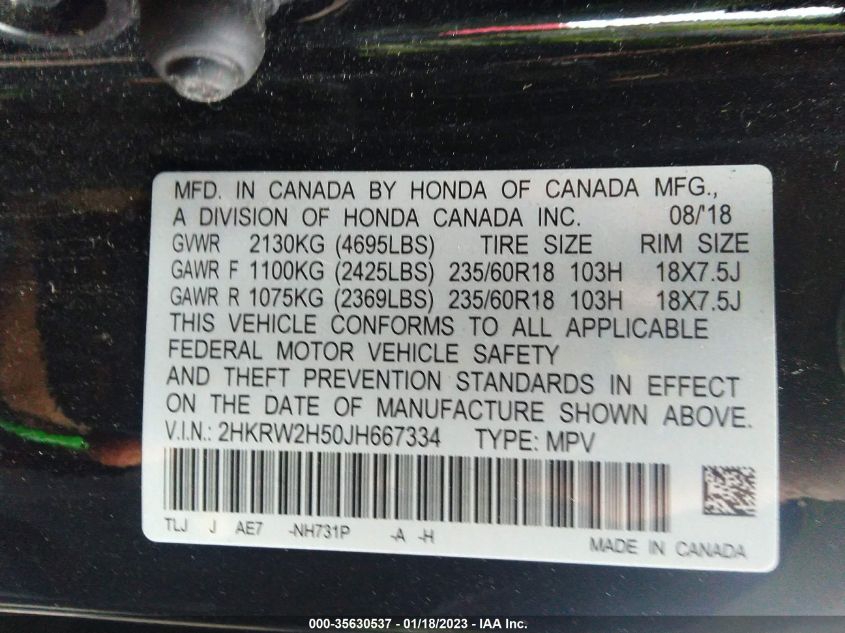 MFD. IN CANADA BY HONDA OF CANADA MFG.,
A DIVISION OF HONDA CANADA INC. 08/'18
GVWR 2130KG (4695LBS) TIRE SIZE RIM SIZE
GAWR F 1100KG (2425LBS) 235/60R18 103H 18X7.5J
GAWR R 1075KG (2369LBS) 235/60R18 103H 18X7.5J
THIS VEHICLE CONFORMS TO ALL APPLICABLE
FEDERAL MOTOR VEHICLE SAFETY
AND THEFT PREVENTION STANDARDS IN EFFECT
ON THE DATE OF MANUFACTURE SHOWN ABOVE.
V.I.N.: 2HKRW2H50JH667334 TYPE: MPV
TLJ J AE7 -NH731P -A -H
MADE IN CANADA
000-35630537 - 01/18/2023 - IAA Inc.